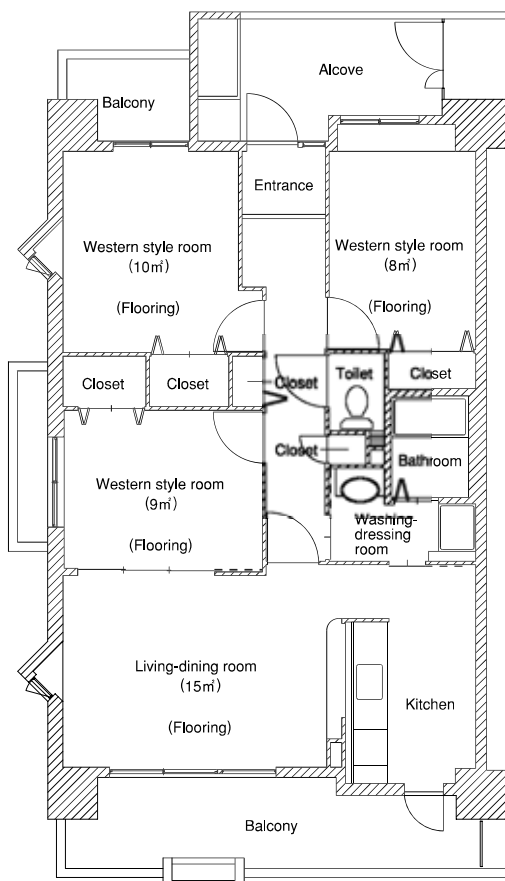 Alcove
Balcony
Entrance
Western style room
(10㎡)
(Flooring)
Western style room
(8㎡)
(Flooring)
Closet
Closet
Closet
Toilet
Closet
Closet
Bathroom
Western style room
(9㎡)
(Flooring)
Washing-
dressing
room
Living-dining room
(15㎡)
(Flooring)
Kitchen
Balcony